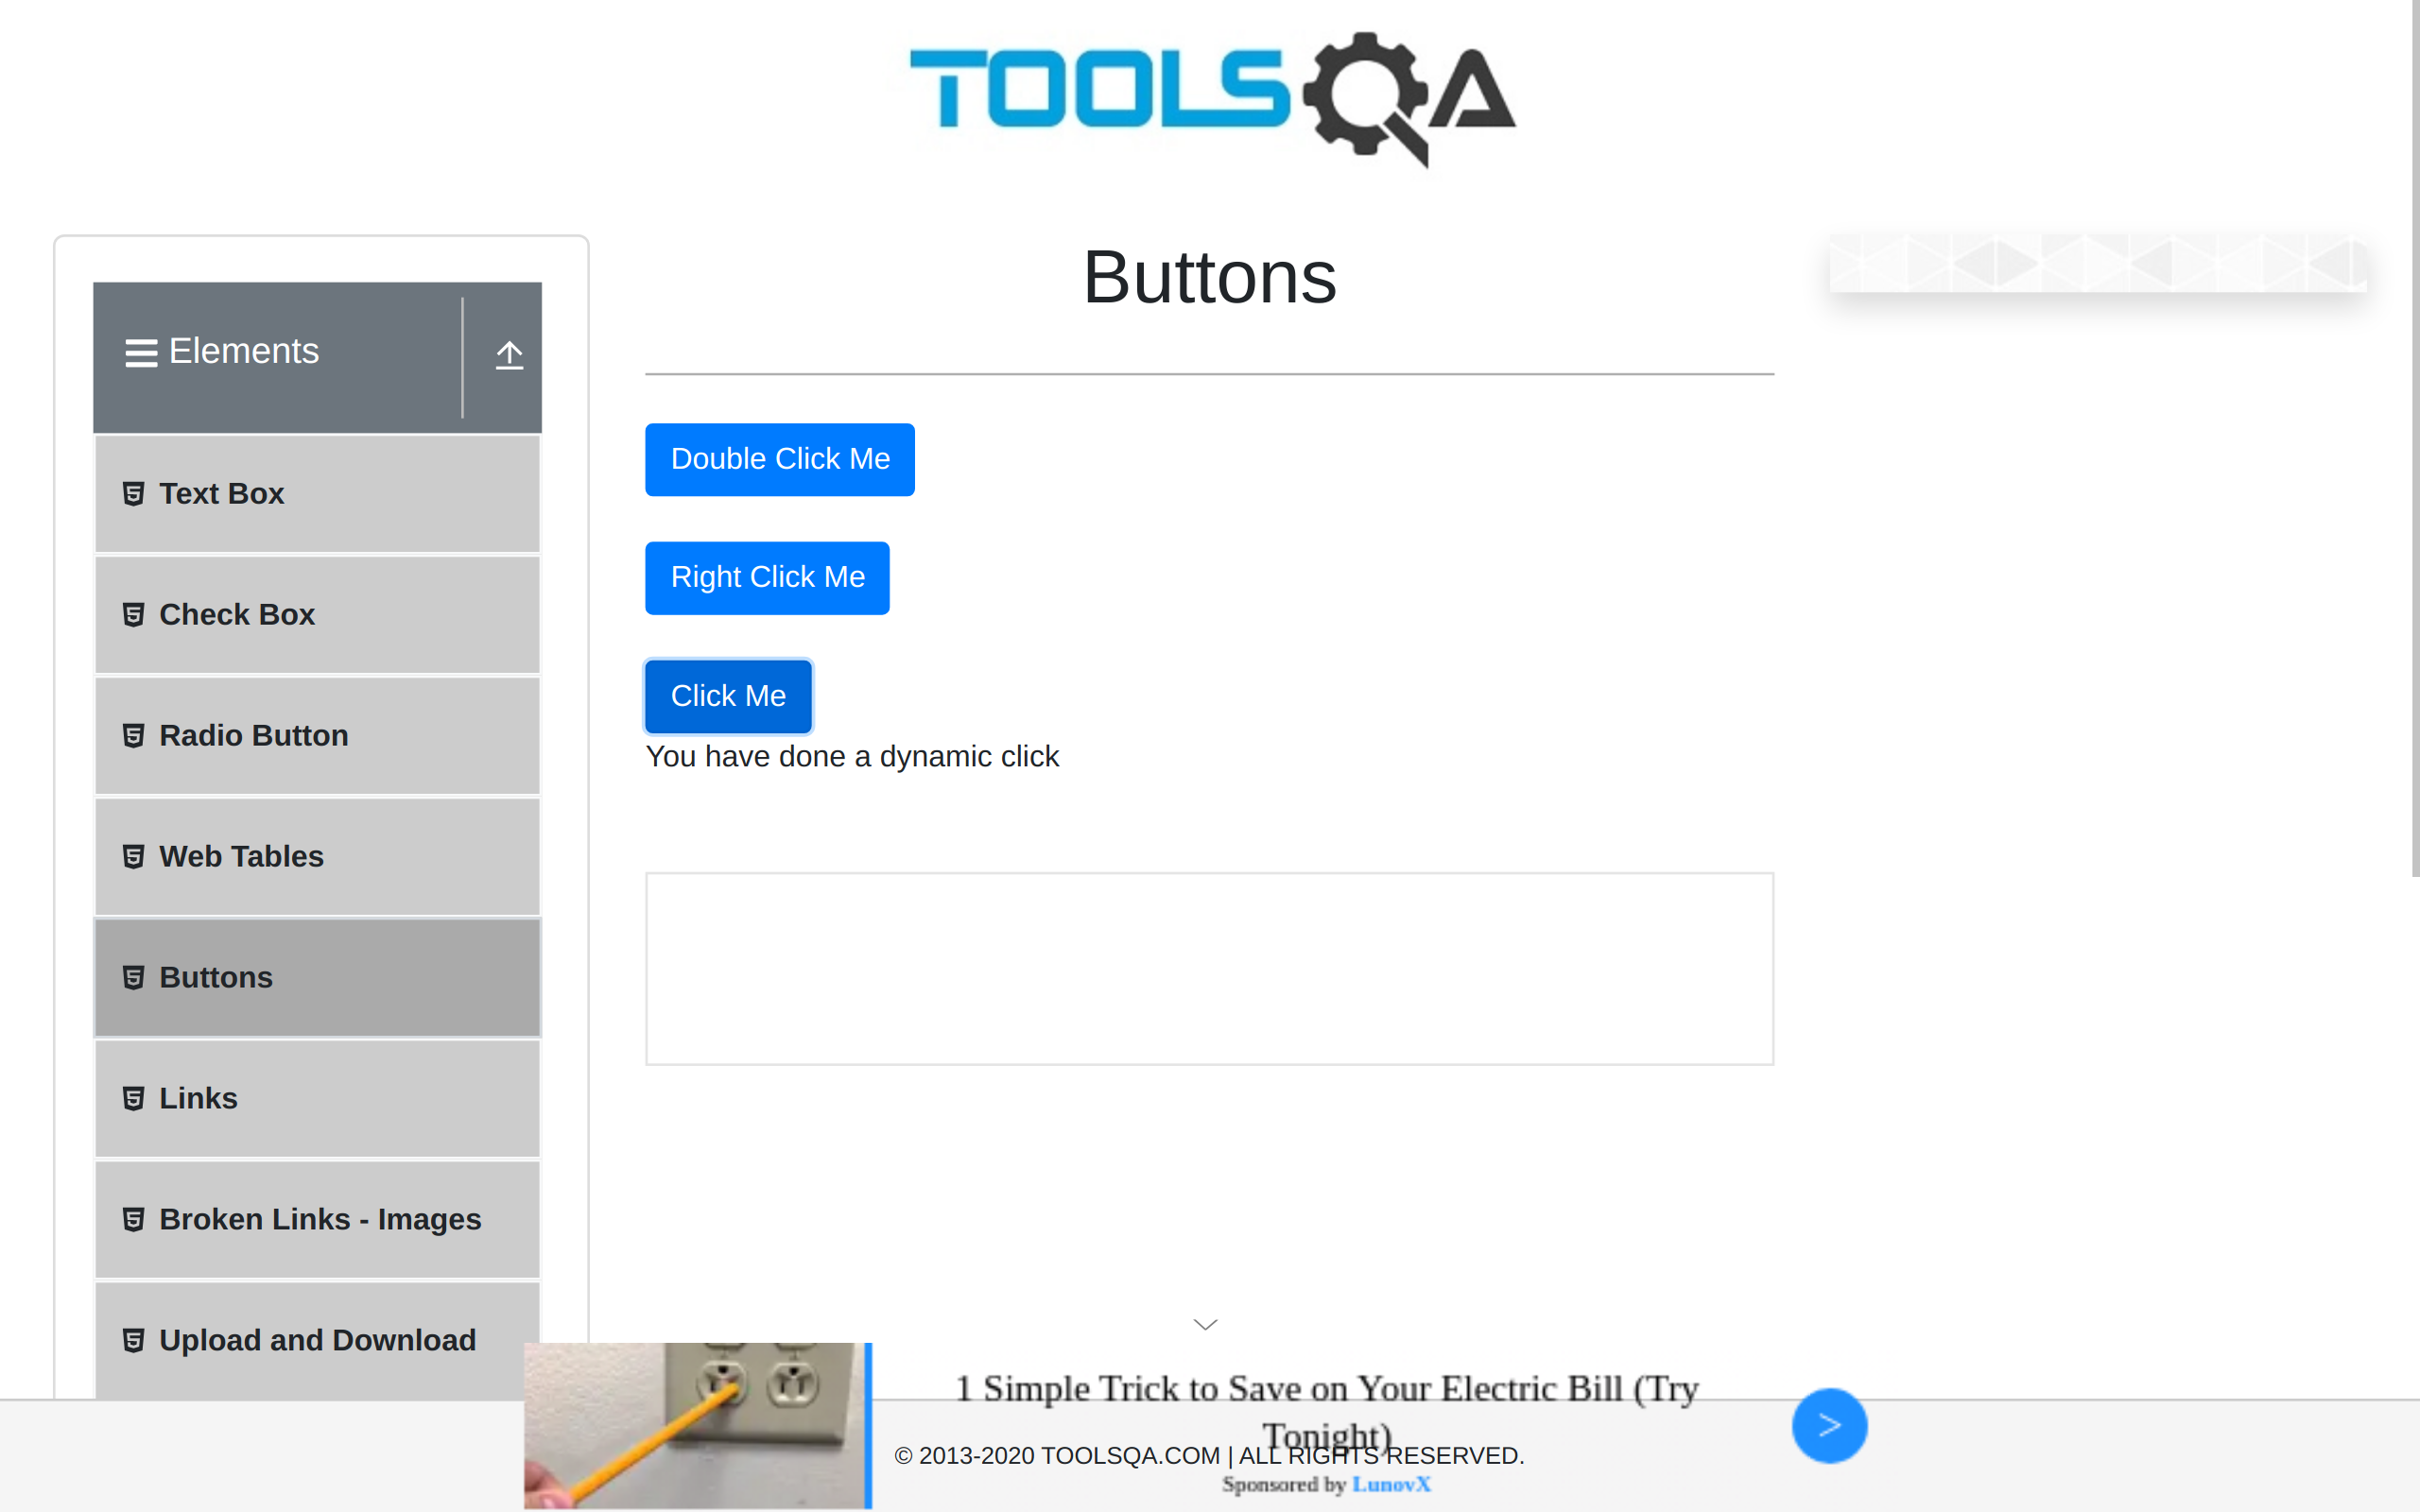 TOOLSQA
Buttons
Elements
Text Box
Check Box
Radio Button
Web Tables
Buttons
Links
Broken Links - Images
Upload and Download
Double Click Me
Right Click Me
Click Me
You have done a dynamic click
1 Simple Trick to Save on Your Electric Bill (Try
Tonight)
© 2013-2020 TOOLSQA.COM | ALL RIGHTS RESERVED.
Sponsored by LunovX
>